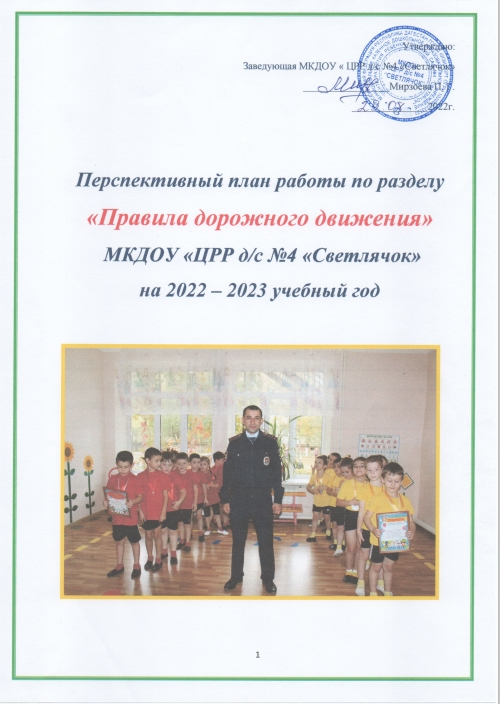 Утверждаю:
Заведующая МКДОУ « ЦРР д/с №4 «Светлячок»
Мирзоева
2022г.
Перспективный план работы по разделу
«Правила дорожного движения»
МКДОУ «ЦРР д/с №4 «Светлячок»
на 2022 – 2023 учебный год
1